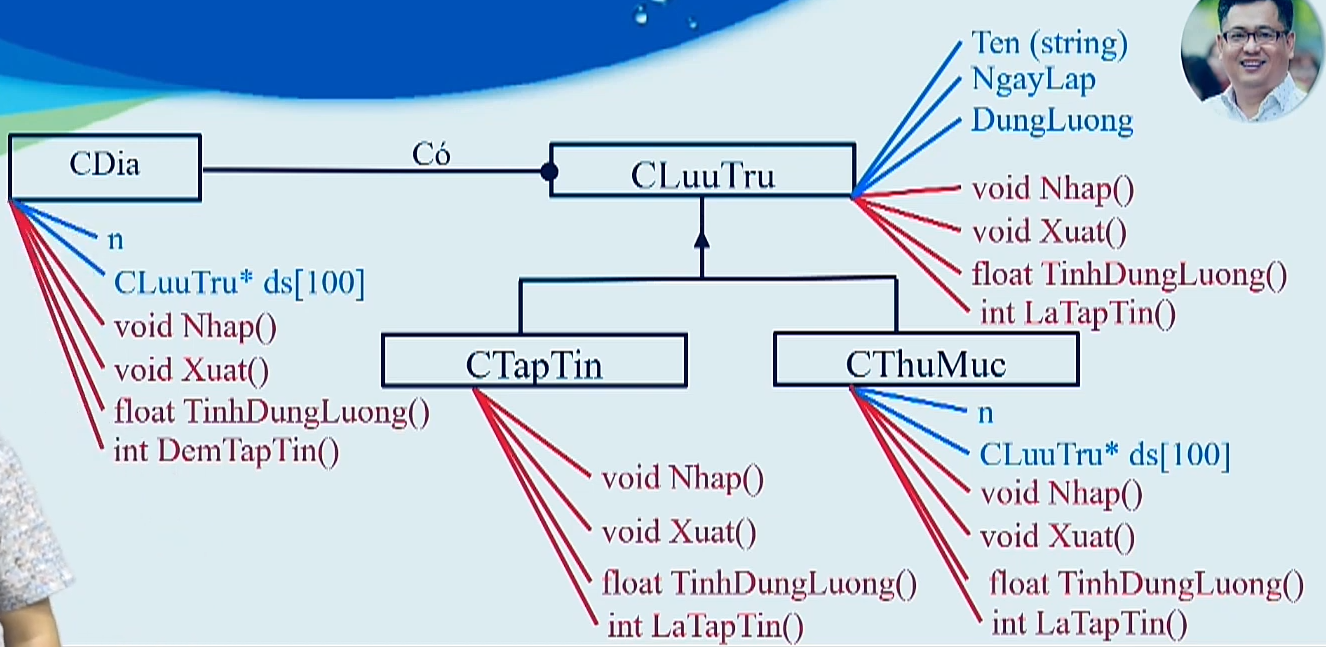 Ten (string)
NgayLap
DungLuong
CDia
Có
CLuuTru
void Nhap()
void Xuat()
float TinhDungLuong()
int LaTapTin()
n
CLuuTru* ds[100]
void Nhap()
void Xuat()
float TinhDungLuong()
int DemTapTin()
CTapTin
void Nhap()
void Xuat()
float TinhDungLuong()
int LaTapTin()
CThuMuc
n
CLuuTru* ds[100]
void Nhap()
void Xuat()
float TinhDungLuong()
int LaTapTin()